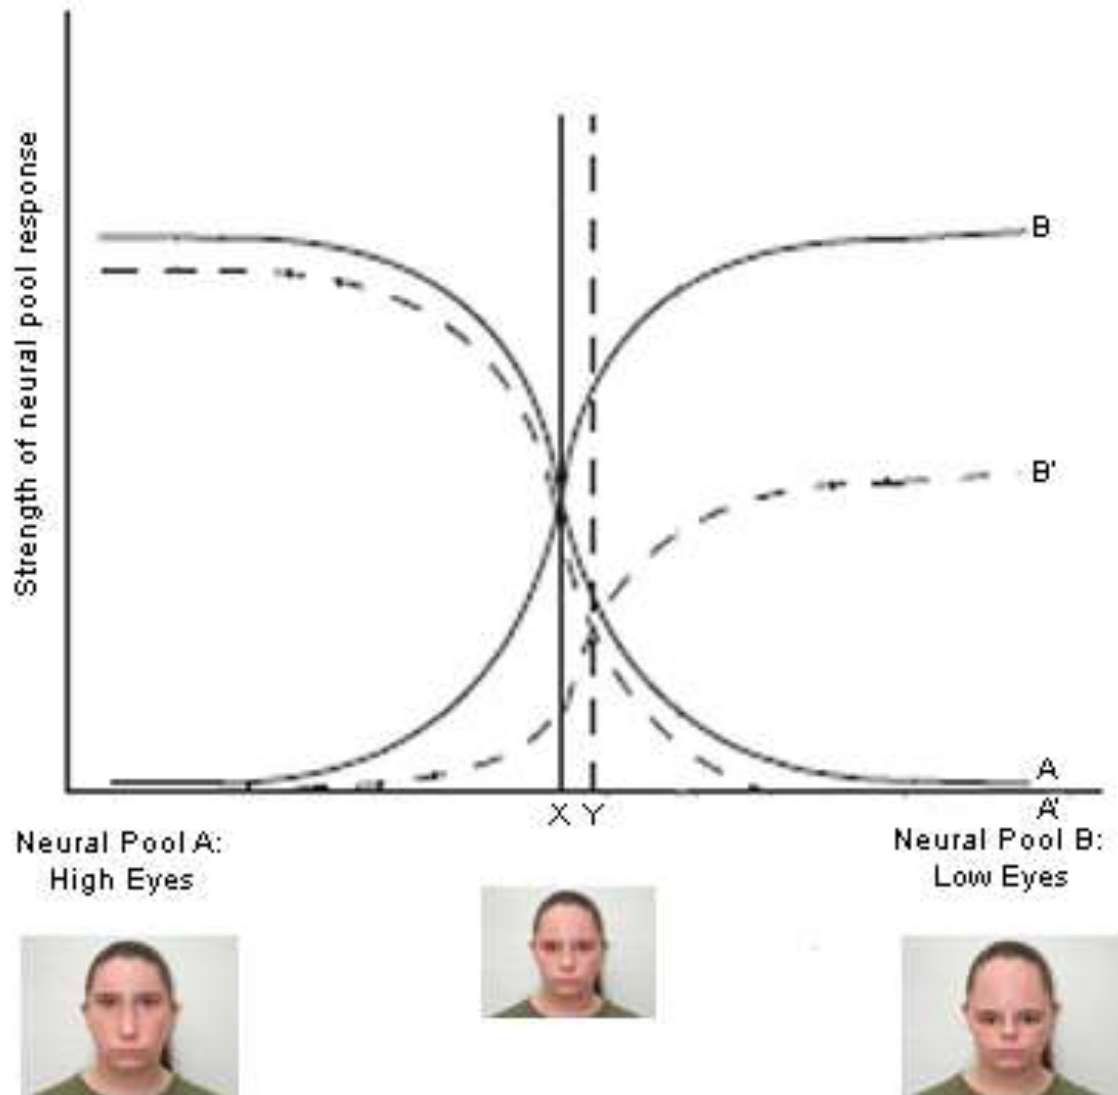 Strength of neural pool response
B
B'
A
A'
X Y
Neural Pool A:
High Eyes
Neural Pool B:
Low Eyes